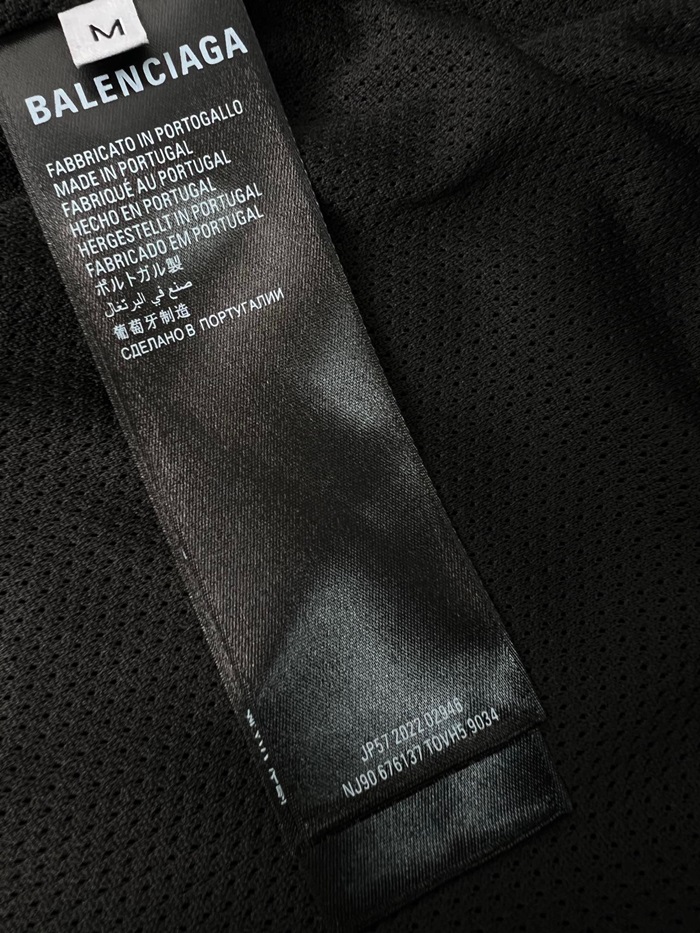 M
BALENCIAGA
FABBRICATO IN PORTOGALLO
MADE IN PORTUGAL
FABRIQUÉ AU PORTUGAL
HECHO EN PORTUGAL
HERGESTELLT IN PORTUGAL
FABRICADO EM PORTUGAL
ポルトガル製
صنع في البرتغال
葡萄牙制造
СДЕЛАНО В ПОРТУГАЛИИ
JP57 2022 02946
NJ90 676137 TOVH5 9034